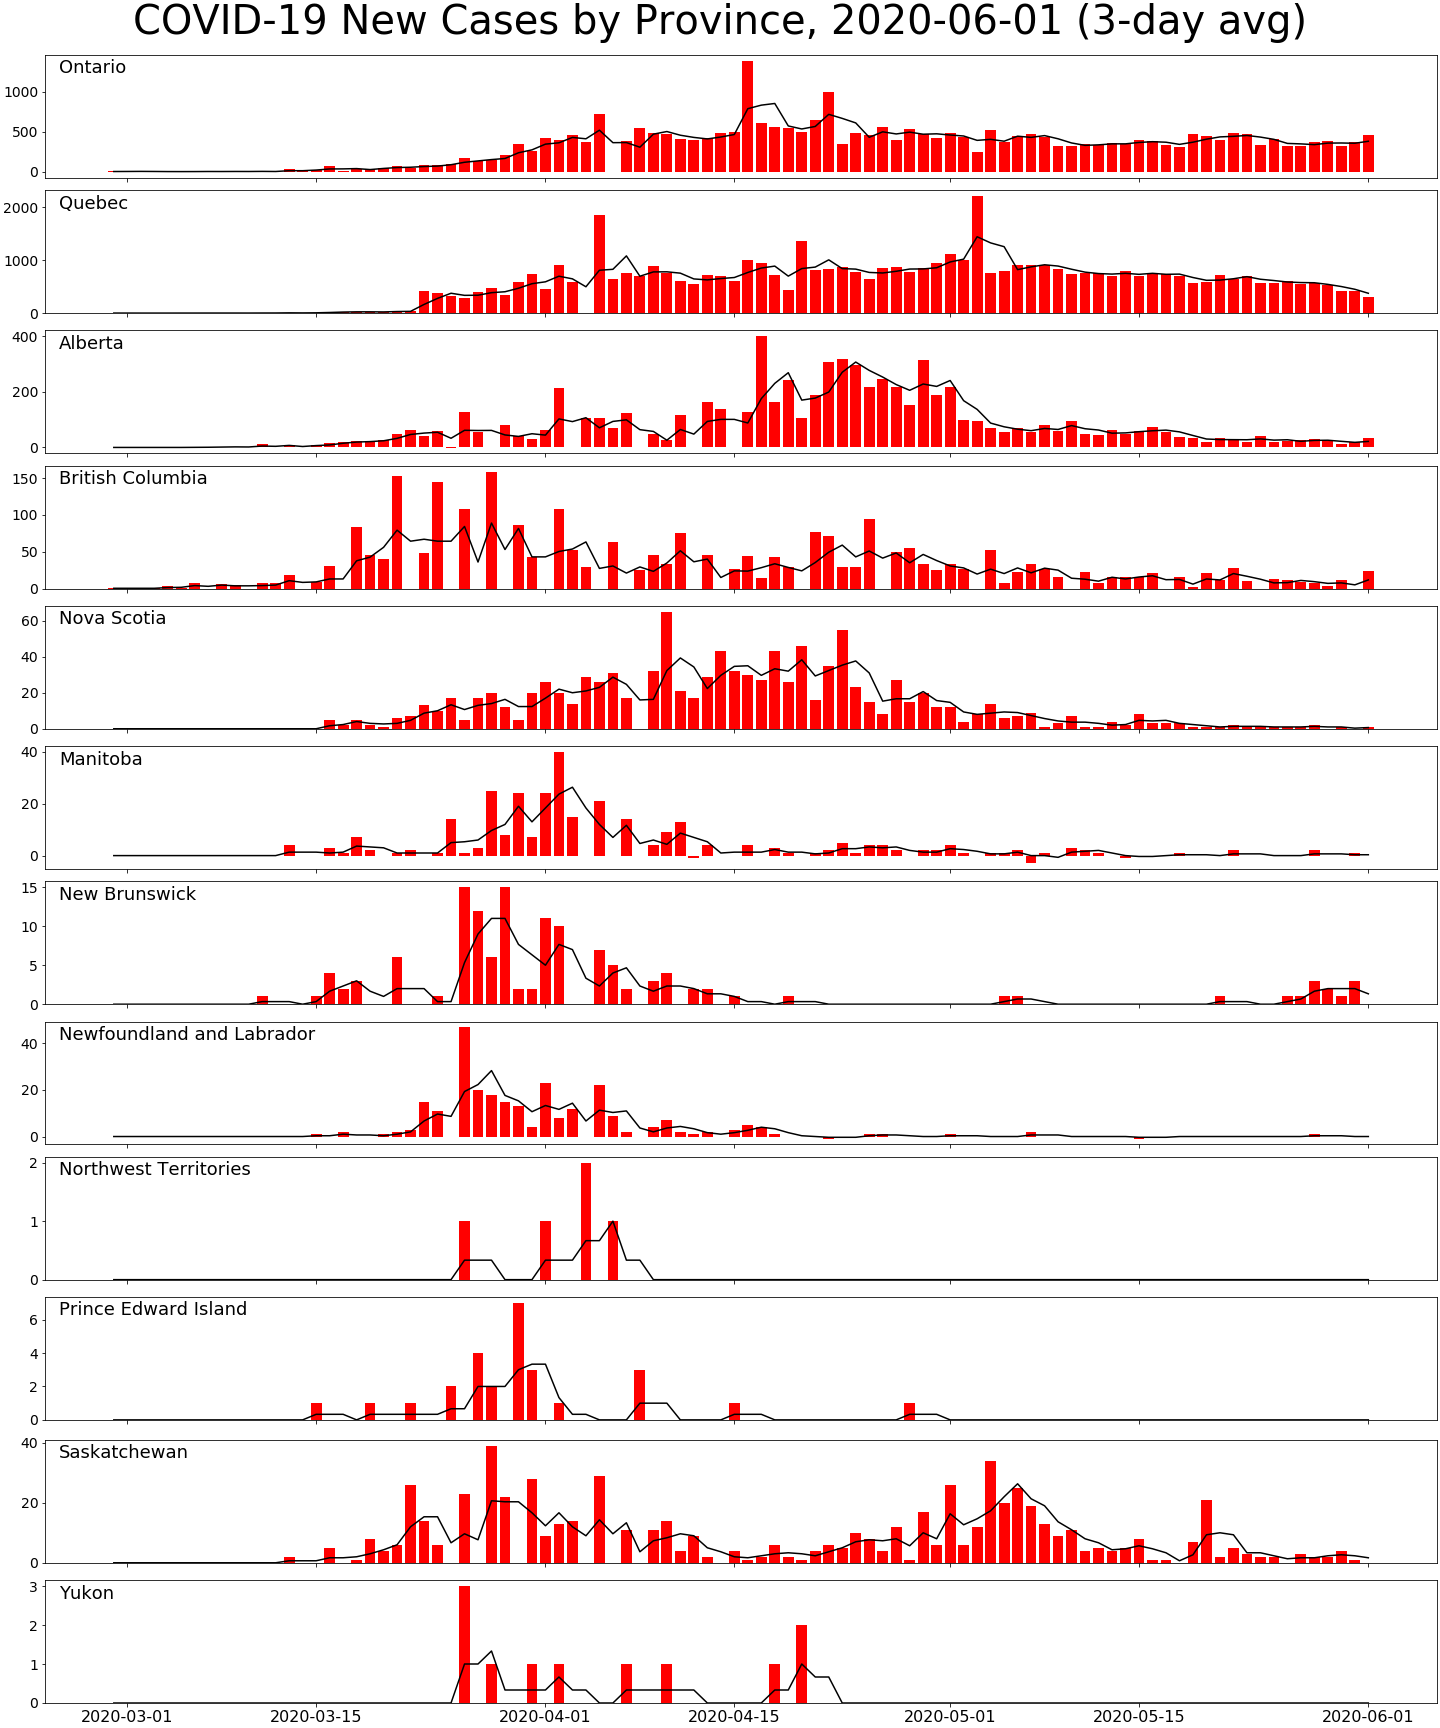 COVID-19 New Cases by Province, 2020-06-01 (3-day avg)
Ontario
1000
500
0
Quebec
2000
1000
0
Alberta
400
200
0
British Columbia
150
100
50
0
Nova Scotia
60
40
20
0
Manitoba
40
20
0
New Brunswick
15
10
5
0
Newfoundland and Labrador
40
20
0
Northwest Territories
2
1
0
Prince Edward Island
6
4
2
0
Saskatchewan
40
20
0
Yukon
3
2
1
0
2020-03-01 2020-03-15 2020-04-01 2020-04-15 2020-05-01 2020-05-15 2020-06-01